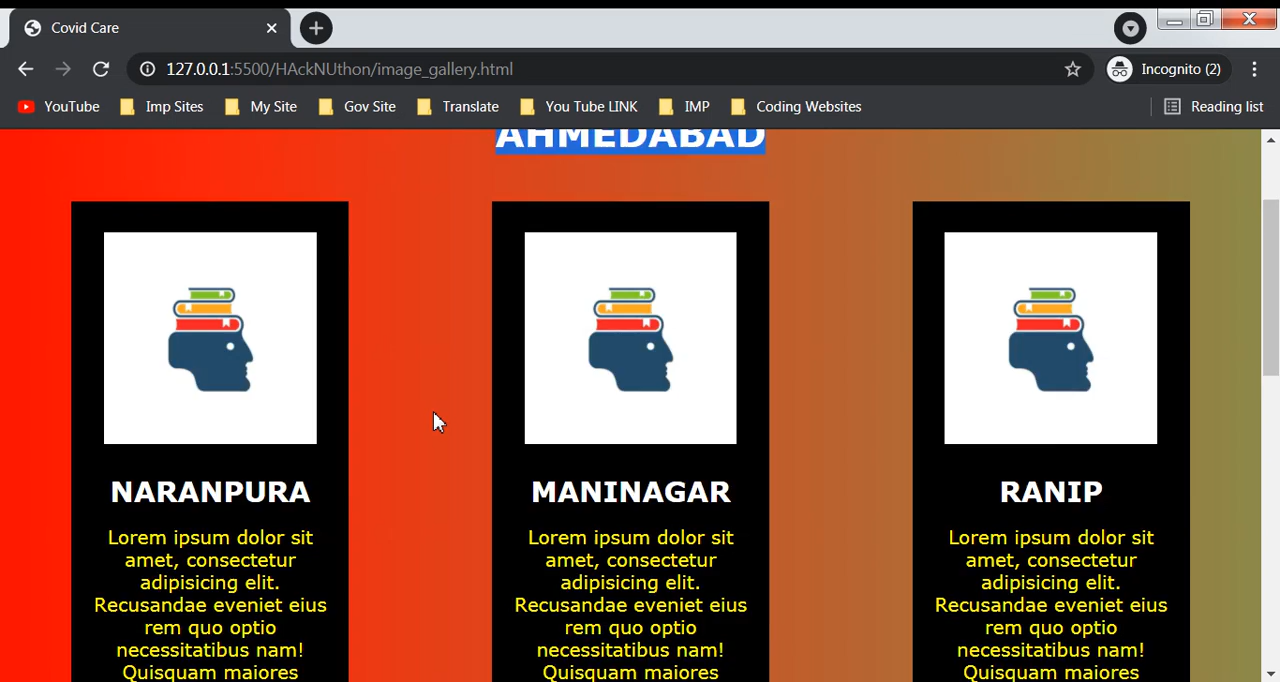 Covid Care
127.0.0.1:5500/HAckNUthon/image_gallery.html
Incognito (2)
YouTube
Imp Sites
My Site
Gov Site
Translate
You Tube LINK
IMP
Coding Websites
Reading list
AHMEDABAD
NARANPURA
Lorem ipsum dolor sit
amet, consectetur
adipisicing elit.
Recusandae eveniet eius
rem quo optio
necessitatibus nam!
Quisquam maiores
MANINAGAR
Lorem ipsum dolor sit
amet, consectetur
adipisicing elit.
Recusandae eveniet eius
rem quo optio
necessitatibus nam!
Quisquam maiores
RANIP
Lorem ipsum dolor sit
amet, consectetur
adipisicing elit.
Recusandae eveniet eius
rem quo optio
necessitatibus nam!
Quisquam maiores